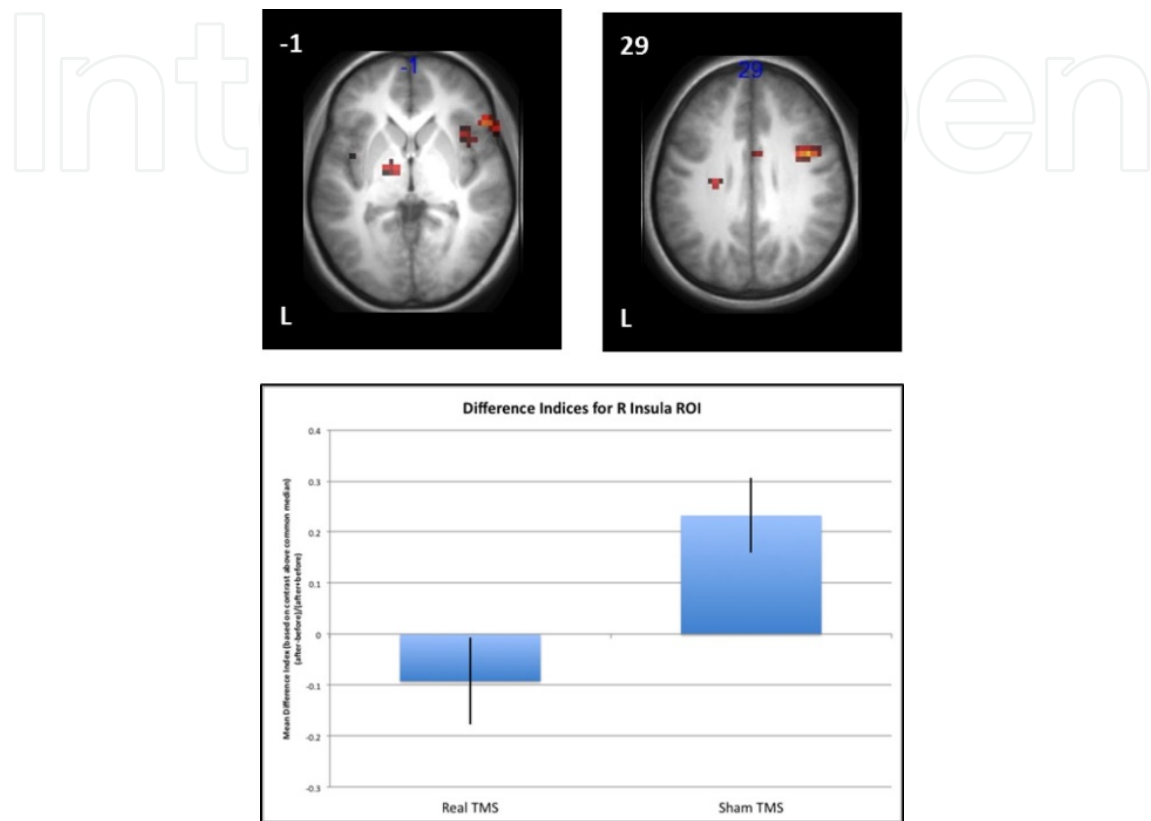 -1
-1
L
29
29
L
Difference Indices for R Insula ROI
Mean Difference Index (based on contrast above common median)
(after-before)/(after+before)
0.4
0.3
0.2
0.1
0
-0.1
-0.2
-0.3
Real TMS
Sham TMS